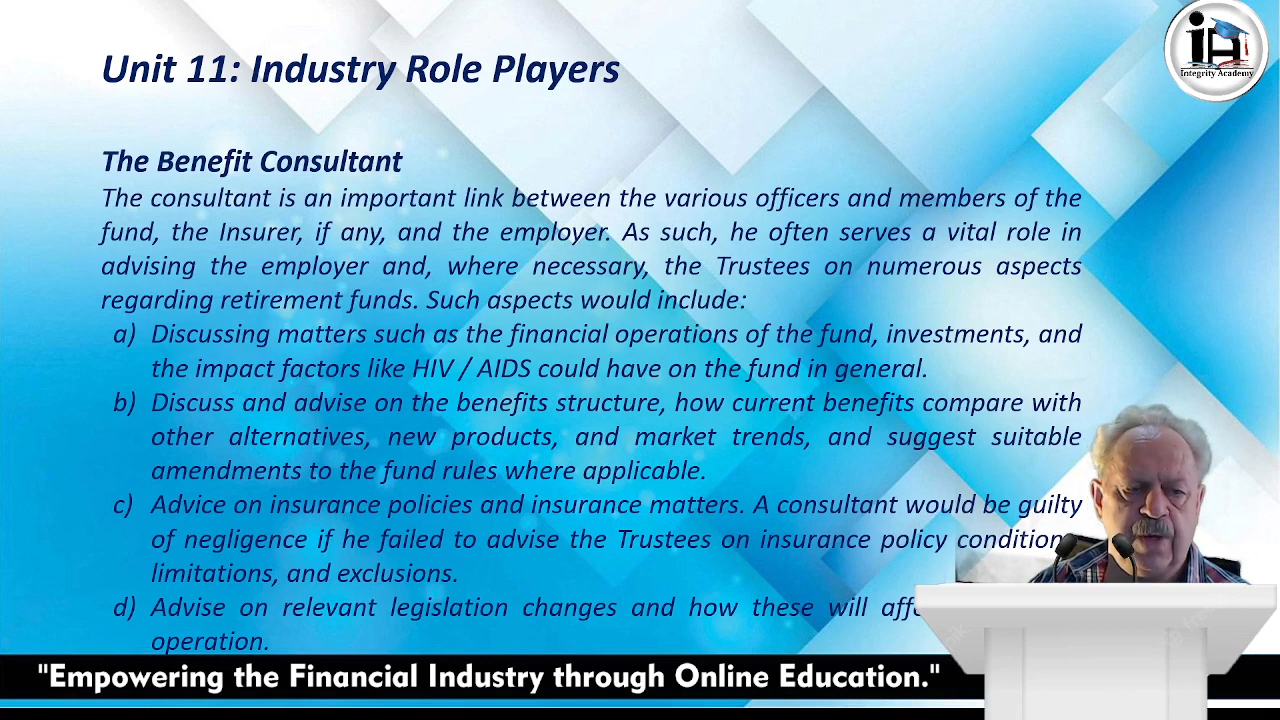 Unit 11: Industry Role Players
Integrity Academy
The Benefit Consultant
The consultant is an important link between the various officers and members of the
fund, the Insurer, if any, and the employer. As such, he often serves a vital role in
advising the employer and, where necessary, the Trustees on numerous aspects
regarding retirement funds. Such aspects would include:
a) Discussing matters such as the financial operations of the fund, investments, and
the impact factors like HIV / AIDS could have on the fund in general.
b) Discuss and advise on the benefits structure, how current benefits compare with
other alternatives, new products, and market trends, and suggest suitable
amendments to the fund rules where applicable.
c) Advice on insurance policies and insurance matters. A consultant would be guilty
of negligence if he failed to advise the Trustees on insurance policy condition
limitations, and exclusions.
d) Advise on relevant legislation changes and how these will
operation.
"Empowering the Financial Industry through Online Education."